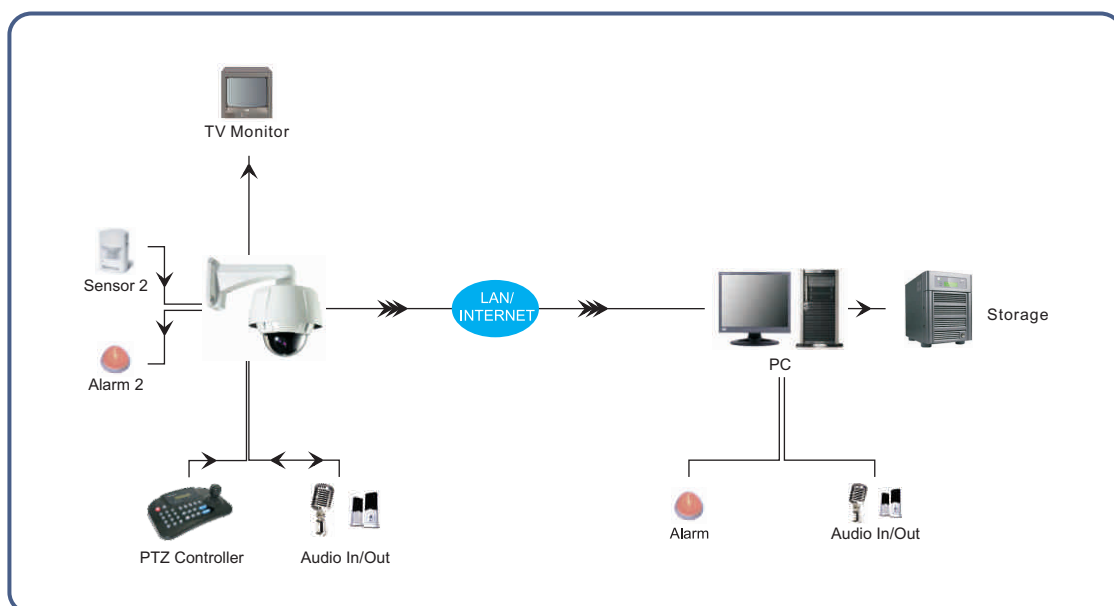 TV Monitor
Sensor 2
Alarm 2
LAN/
INTERNET
PC
Storage
PTZ Controller
Audio In/Out
Alarm
Audio In/Out